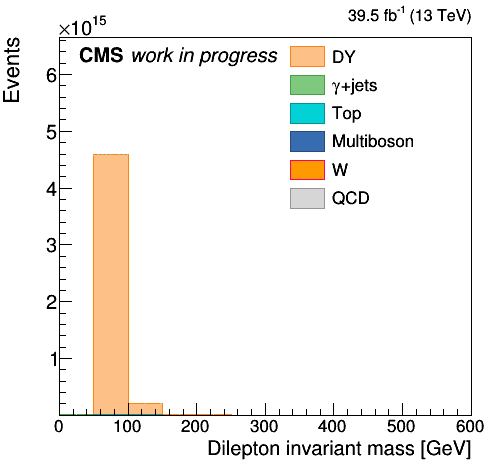 39.5 fb⁻¹ (13 TeV)
×10¹⁵
Events
CMS work in progress
DY
γ+jets
Top
Multiboson
W
QCD
6
5
4
3
2
1
0 100 200 300 400 500 600
Dilepton invariant mass [GeV]